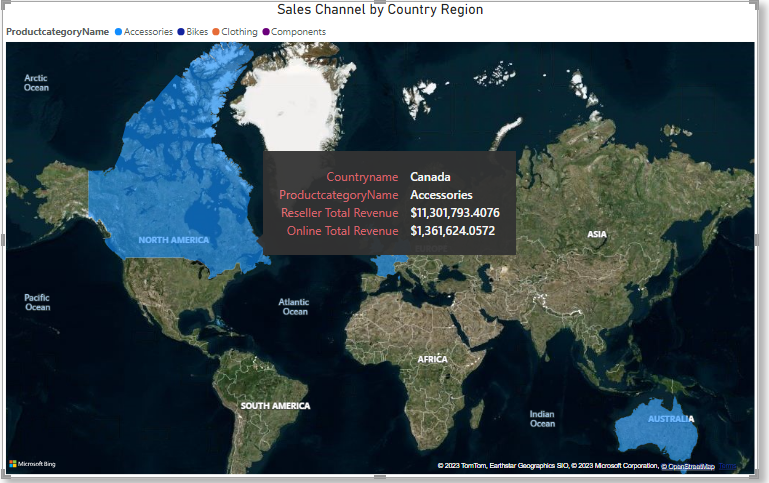 Sales Channel by Country Region
ProductcategoryName Accessories Bikes Clothing Components
Arctic
Ocean
Countryname Canada
ProductcategoryName Accessories
Reseller Total Revenue $11,301,793.4076
Online Total Revenue $1,361,624.0572
NORTH AMERICA
ASIA
EUROPE
Pacific
Ocean
Atlantic
Ocean
AFRICA
SOUTH AMERICA
Indian
Ocean
AUSTRALIA
Microsoft Bing
© 2023 TomTom, Earthstar Geographics SIO, © 2023 Microsoft Corporation, © OpenStreetMap Terms